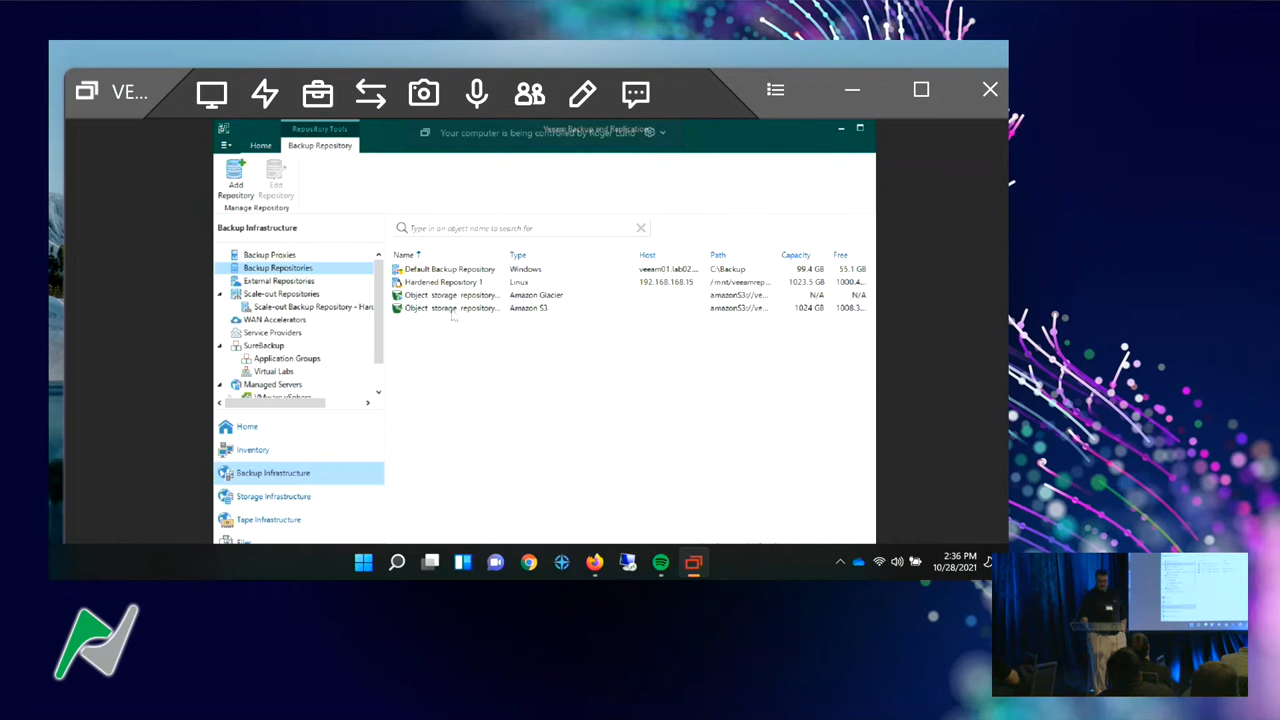 VE...
Repository Tools
Your computer is being controlled by Roger Lund
Home
Backup Repository
Add
Repository
Edit
Repository
Manage Repository
Backup Infrastructure
Type in an object name to search for
Backup Proxies
Backup Repositories
External Repositories
Scale-out Repositories
Scale-out Backup Repository - Har
WAN Accelerators
Service Providers
SureBackup
Application Groups
Virtual Labs
Managed Servers
VMware vSphere
Name Type Host Path Capacity Free
Default Backup Repository Windows veeam01.lab02... C:\Backup 99.4 GB 55.1 GB
Hardened Repository 1 Linux 192.168.168.15 /mnt/veeamrep... 1023.5 GB 1000.4...
Object storage repository... Amazon Glacier amazonS3://ve... N/A N/A
Object storage repository... Amazon S3 amazonS3://ve... 1024 GB 1008.3...
Home
Inventory
Backup Infrastructure
Storage Infrastructure
Tape Infrastructure
Files
2:36 PM
10/28/2021